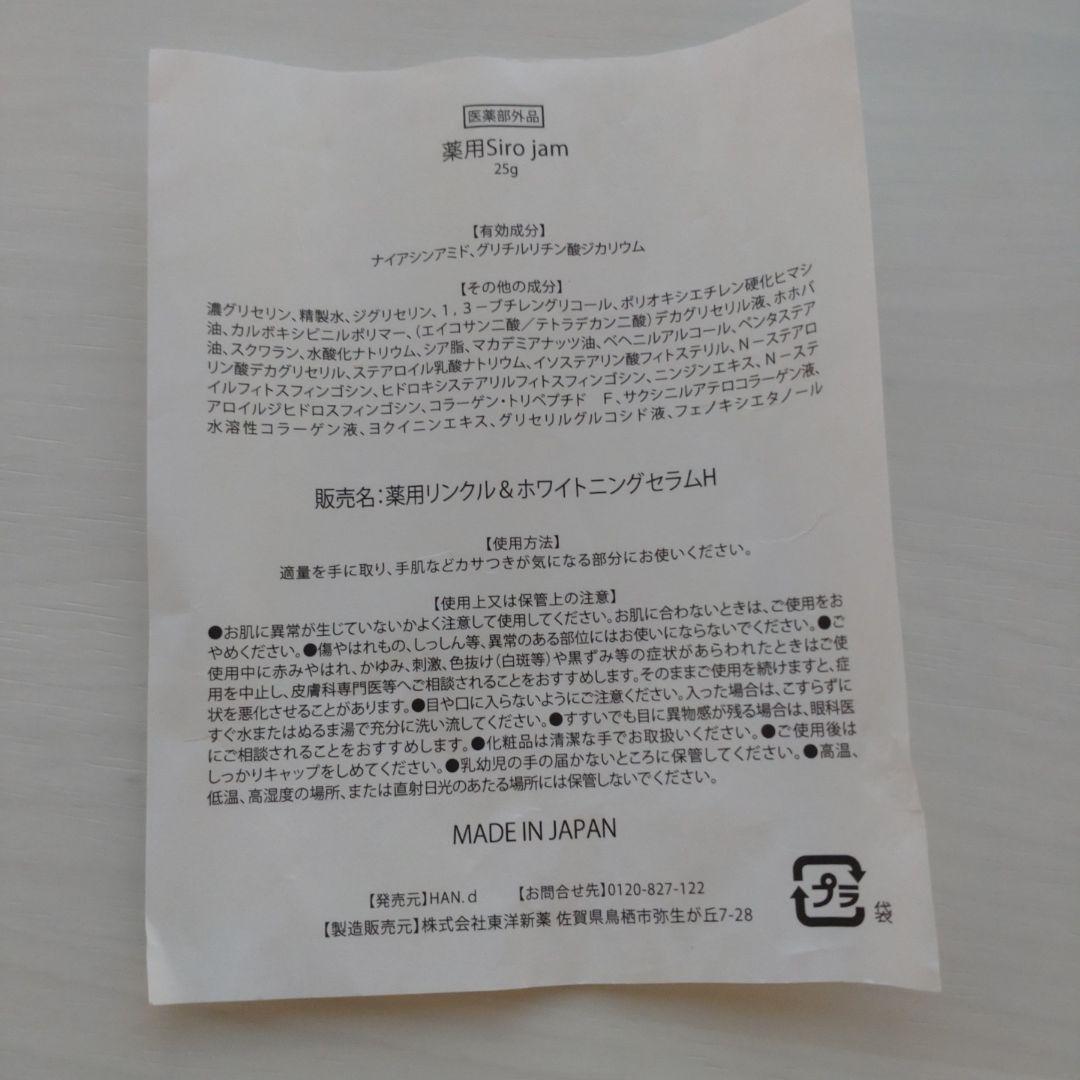 医薬部外品
薬用Siro jam
25g
【有効成分】
ナイアシンアミド、グリチルリチン酸ジカリウム
【その他の成分】
濃グリセリン、精製水、ジグリセリン、1,3－ブチレングリコール、ポリオキシエチレン硬化ヒマシ
油、カルボキシビニルポリマー、(エイコサン二酸／テトラデカン二酸)デカグリセリル液、ホホバ
油、スクワラン、水酸化ナトリウム、シア脂、マカデミアナッツ油、ベヘニルアルコール、ペンタステア
リン酸デカグリセリル、ステアロイル乳酸ナトリウム、イソステアリン酸フィトステリル、N－ステアロ
イルフィトスフィンゴシン、ヒドロキシステアリルフィトスフィンゴシン、ニンジンエキス、N－ステ
アロイルジヒドロスフィンゴシン、コラーゲン・トリペプチド F、サクシニルアテロコラーゲン液、
水溶性コラーゲン液、ヨクイニンエキス、グリセリルグルコシド液、フェノキシエタノール
販売名：薬用リンクル＆ホワイトニングセラムH
【使用方法】
適量を手に取り、手肌などカサつきが気になる部分にお使いください。
【使用上又は保管上の注意】
●お肌に異常が生じていないかよく注意して使用してください。お肌に合わないときは、ご使用をお
やめください。●傷やはれもの、しっしん等、異常のある部位にはお使いにならないでください。●ご
使用中に赤みやはれ、かゆみ、刺激、色抜け(白斑等)や黒ずみ等の症状があらわれたときはご使
用を中止し、皮膚科専門医等へご相談されることをおすすめします。そのままご使用を続けますと、症
状を悪化させることがあります。●目や口に入らないようにご注意ください。入った場合は、こすらずに
すぐ水またはぬるま湯で充分に洗い流してください。●すすいでも目に異物感が残る場合は、眼科医
にご相談されることをおすすめします。●化粧品は清潔な手でお取扱いください。●ご使用後は
しっかりキャップをしめてください。●乳幼児の手の届かないところに保管してください。●高温、
低温、高湿度の場所、または直射日光のあたる場所には保管しないでください。
MADE IN JAPAN
【発売元】HAN.d 【お問合せ先】0120-827-122
【製造販売元】株式会社東洋新薬 佐賀県鳥栖市弥生が丘7-28
プラ
袋